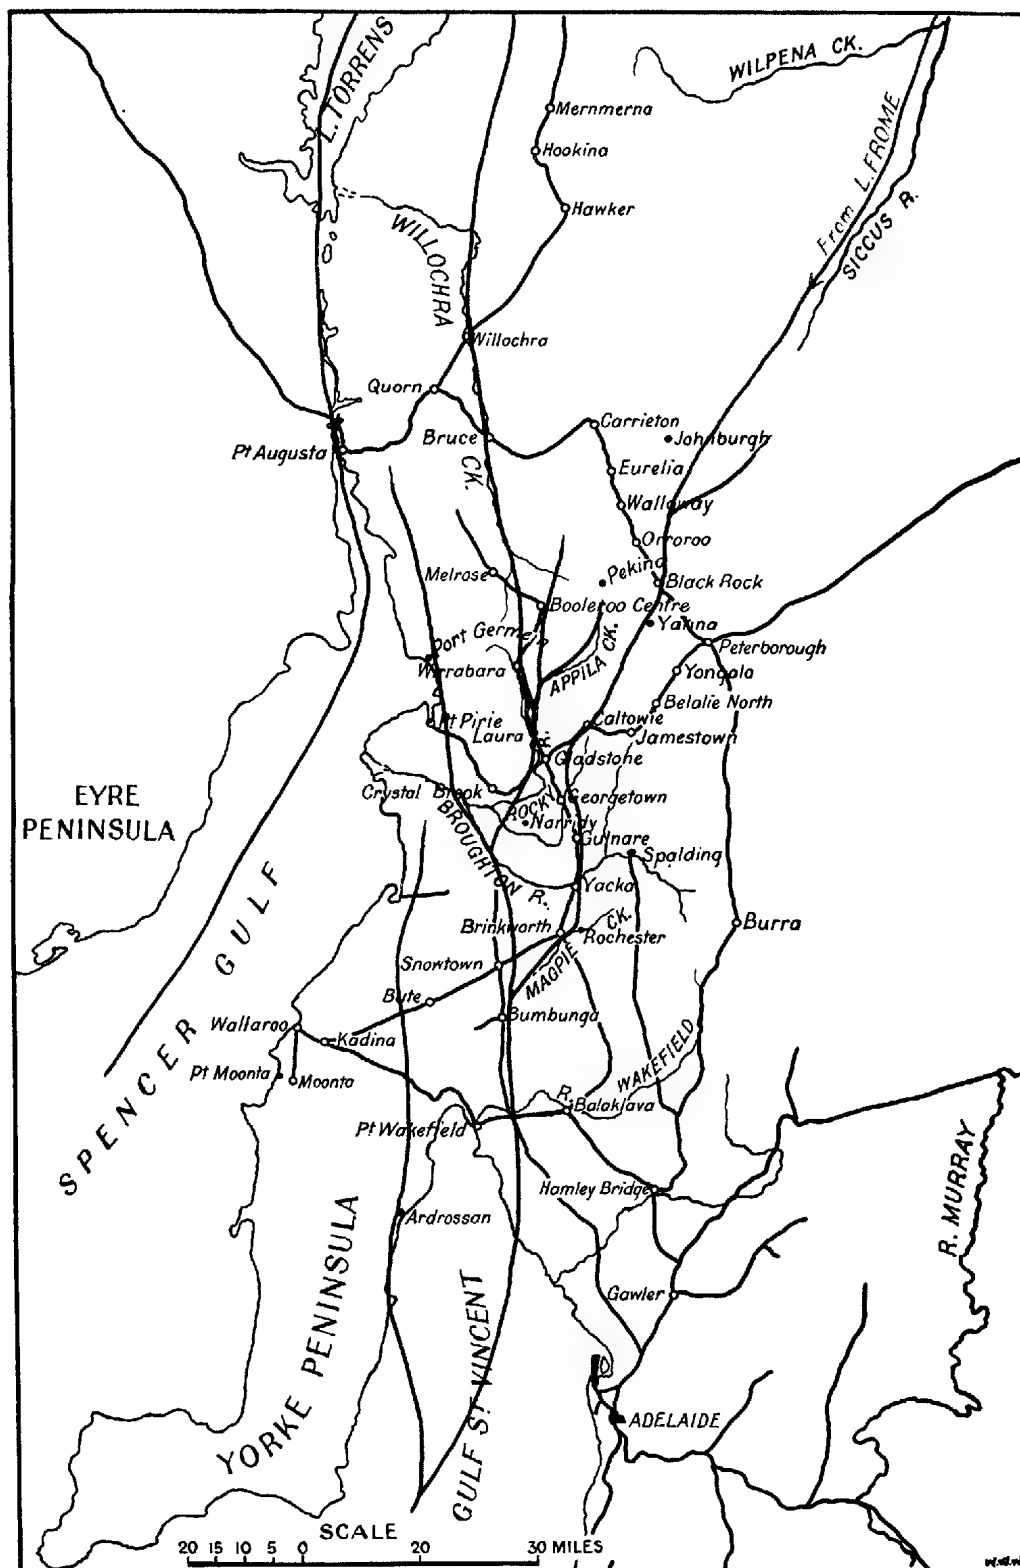 L. TORRENS
WILPENA CK.
Mernmerna
Hookina
From L. FROME
SICCUS R.
Hawker
WILLOCHRA
CK.
Willochra
Quorn
Carrieton
Bruce
Johnburgh
Pt Augusta
Eurelia
Walloway
Orroroo
Melrose
Pekina
Black Rock
Booleroo Centre
Yatina
Port Germein
Peterborough
Wirrabara
APPILA CK.
Yongala
Belalie North
Pt Pirie
Caltowie
Laura
R.
Jamestown
Gladstone
Crystal Brook
ROCKY
Georgetown
EYRE
PENINSULA
Narridy
BROUGHTON R.
Gulnare
Spalding
Yacka
Brinkworth
CK.
Burra
Rochester
Snowtown
MAGPIE
Bute
Bumbunga
Wallaroo
Kadina
WAKEFIELD
R.
Pt Moonta
Moonta
Balaklava
Pt Wakefield
SPENCER GULF
Hamley Bridge
R. MURRAY
Ardrossan
Gawler
YORKE PENINSULA
GULF ST VINCENT
ADELAIDE
SCALE
20 15 10 5 0 20 30 MILES